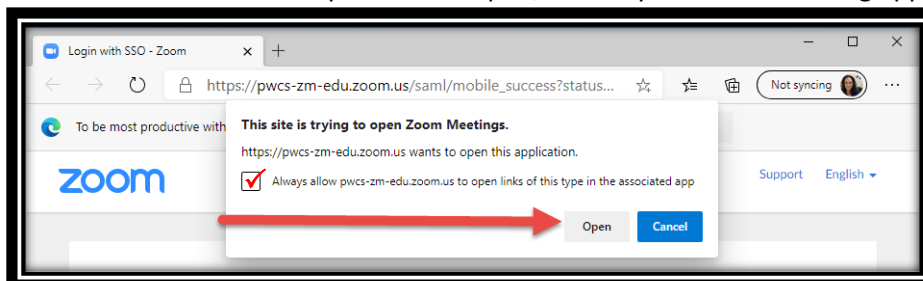 Login with SSO - Zoom
https://pwcs-zm-edu.zoom.us/saml/mobile_success?status...
Not syncing
To be most productive with
This site is trying to open Zoom Meetings.
https://pwcs-zm-edu.zoom.us wants to open this application.
Always allow pwcs-zm-edu.zoom.us to open links of this type in the associated app
zoom
Support English
Open Cancel